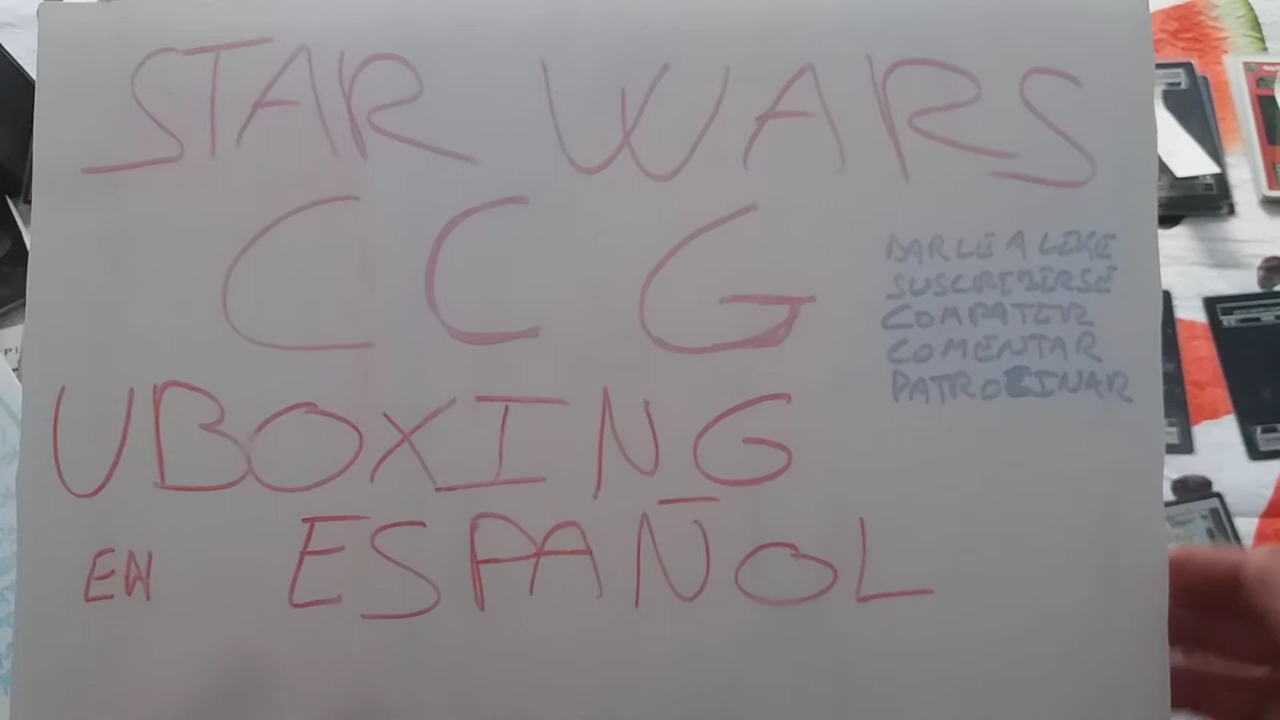 STAR WARS
CCG
UBOXING
EN ESPAÑOL
DARLE A LIKE
SUSCRIBIRSE
COMPATIR
COMENTAR
PATROCINAR